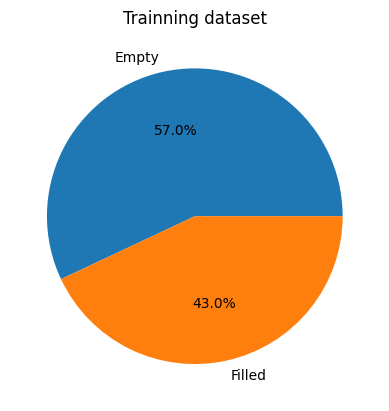 Trainning dataset
Empty
57.0%
43.0%
Filled